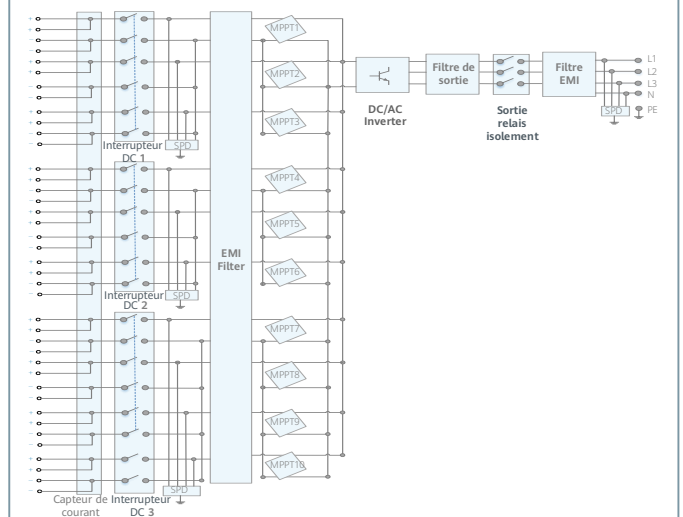 MPPT1
MPPT2
MPPT3
Interrupteur
DC 1
SPD
MPPT4
MPPT5
MPPT6
Interrupteur
DC 2
SPD
EMI
Filter
MPPT7
MPPT8
MPPT9
MPPT10
SPD
Capteur de
courant
Interrupteur
DC 3
DC/AC
Inverter
Filtre de
sortie
Sortie
relais
isolement
Filtre
EMI
L1
L2
L3
N
PE
SPD